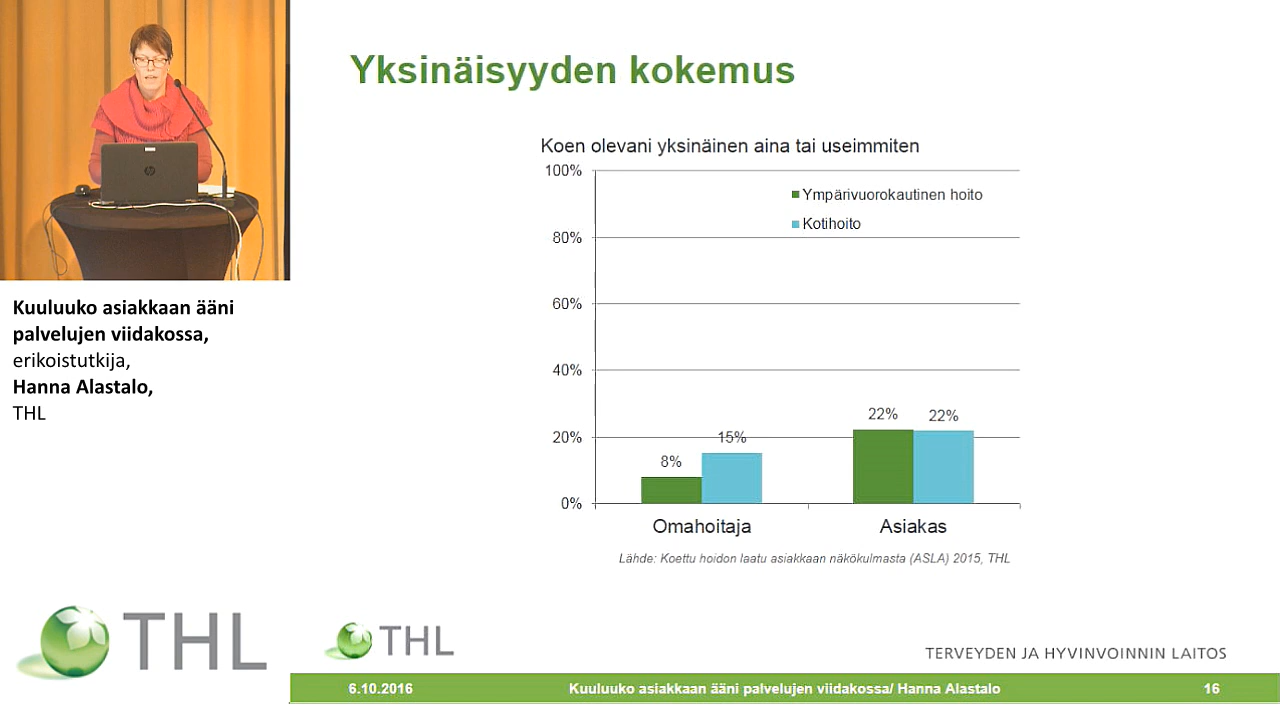 Yksinäisyyden kokemus
Koen olevani yksinäinen aina tai useimmiten
100%
80%
60%
40%
20%
0%
Ympärivuorokautinen hoito
Kotihoito
8%
15%
22%
22%
Omahoitaja
Asiakas
Lähde: Koettu hoidon laatu asiakkaan näkökulmasta (ASLA) 2015, THL
Kuuluuko asiakkaan ääni
palvelujen viidakossa,
erikoistutkija,
Hanna Alastalo,
THL
THL
THL
TERVEYDEN JA HYVINVOINNIN LAITOS
6.10.2016
Kuuluuko asiakkaan ääni palvelujen viidakossa/ Hanna Alastalo
16
hp